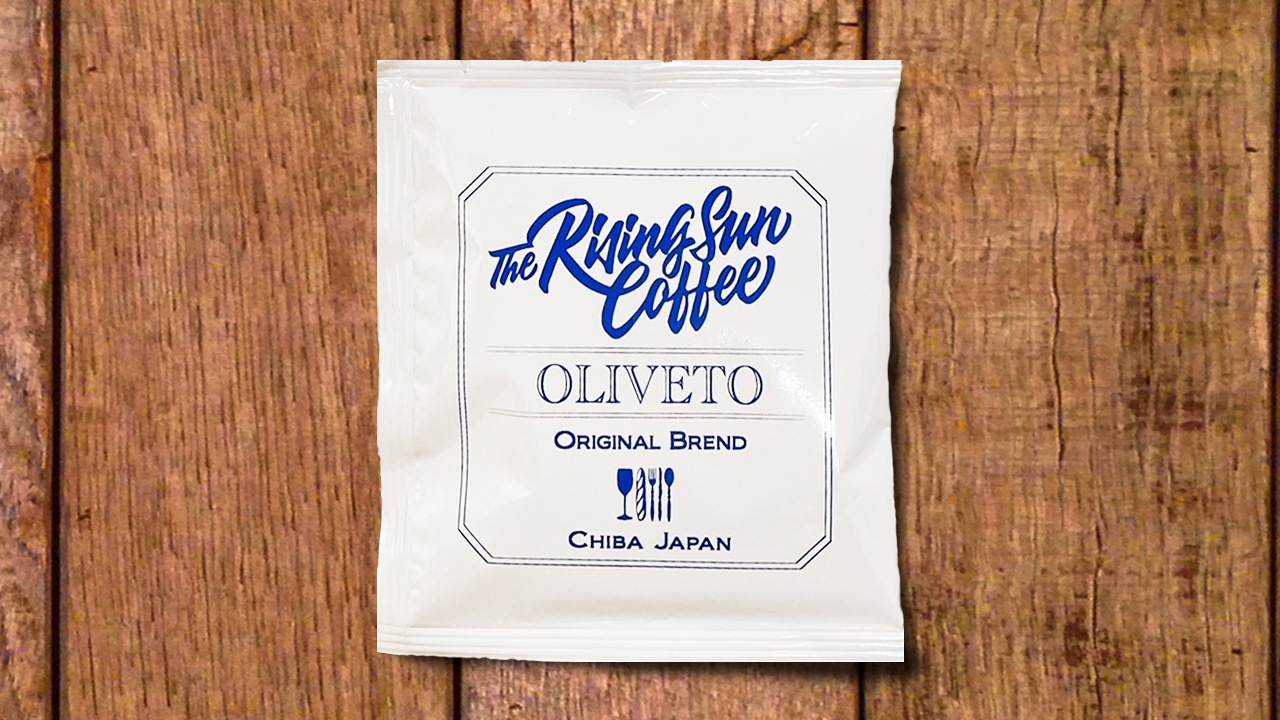 The Rising Sun
Coffee
OLIVETO
ORIGINAL BREND
CHIBA JAPAN